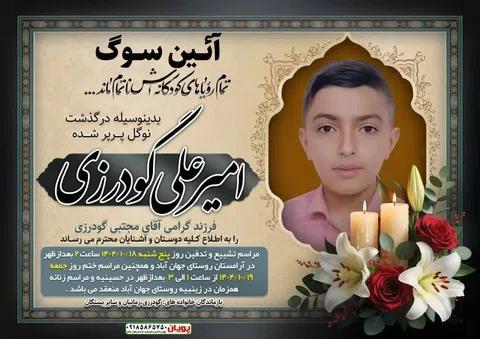 آئین سوگ
تمام رویاهای کودکانه اش ناتمام ماند...
بدینوسیله درگذشت
نوگل پرپر شده
امیرعلی گودرزی
فرزند گرامی آقای مجتبی گودرزی
را به اطلاع کلیه دوستان و آشنایان محترم می رساند
مراسم تشییع و تدفین روز پنج شنبه ۱۴۰۴/۱۰/۱۸ ساعت ۲ بعدازظهر
در آرامستان روستای جهان آباد و همچنین مراسم ختم روز جمعه
۱۴۰۴/۱۰/۱۹ از ساعت ۱ الی ۳ بعدازظهر در حسینیه و مراسم زنانه
همزمان در زینبیه روستای جهان آباد منعقد می باشد.
بازماندگان خانواده های: گودرزی، زمانیان و سایر بستگان
پویان ۰۹۱۸۵۸۶۵۷۵۰